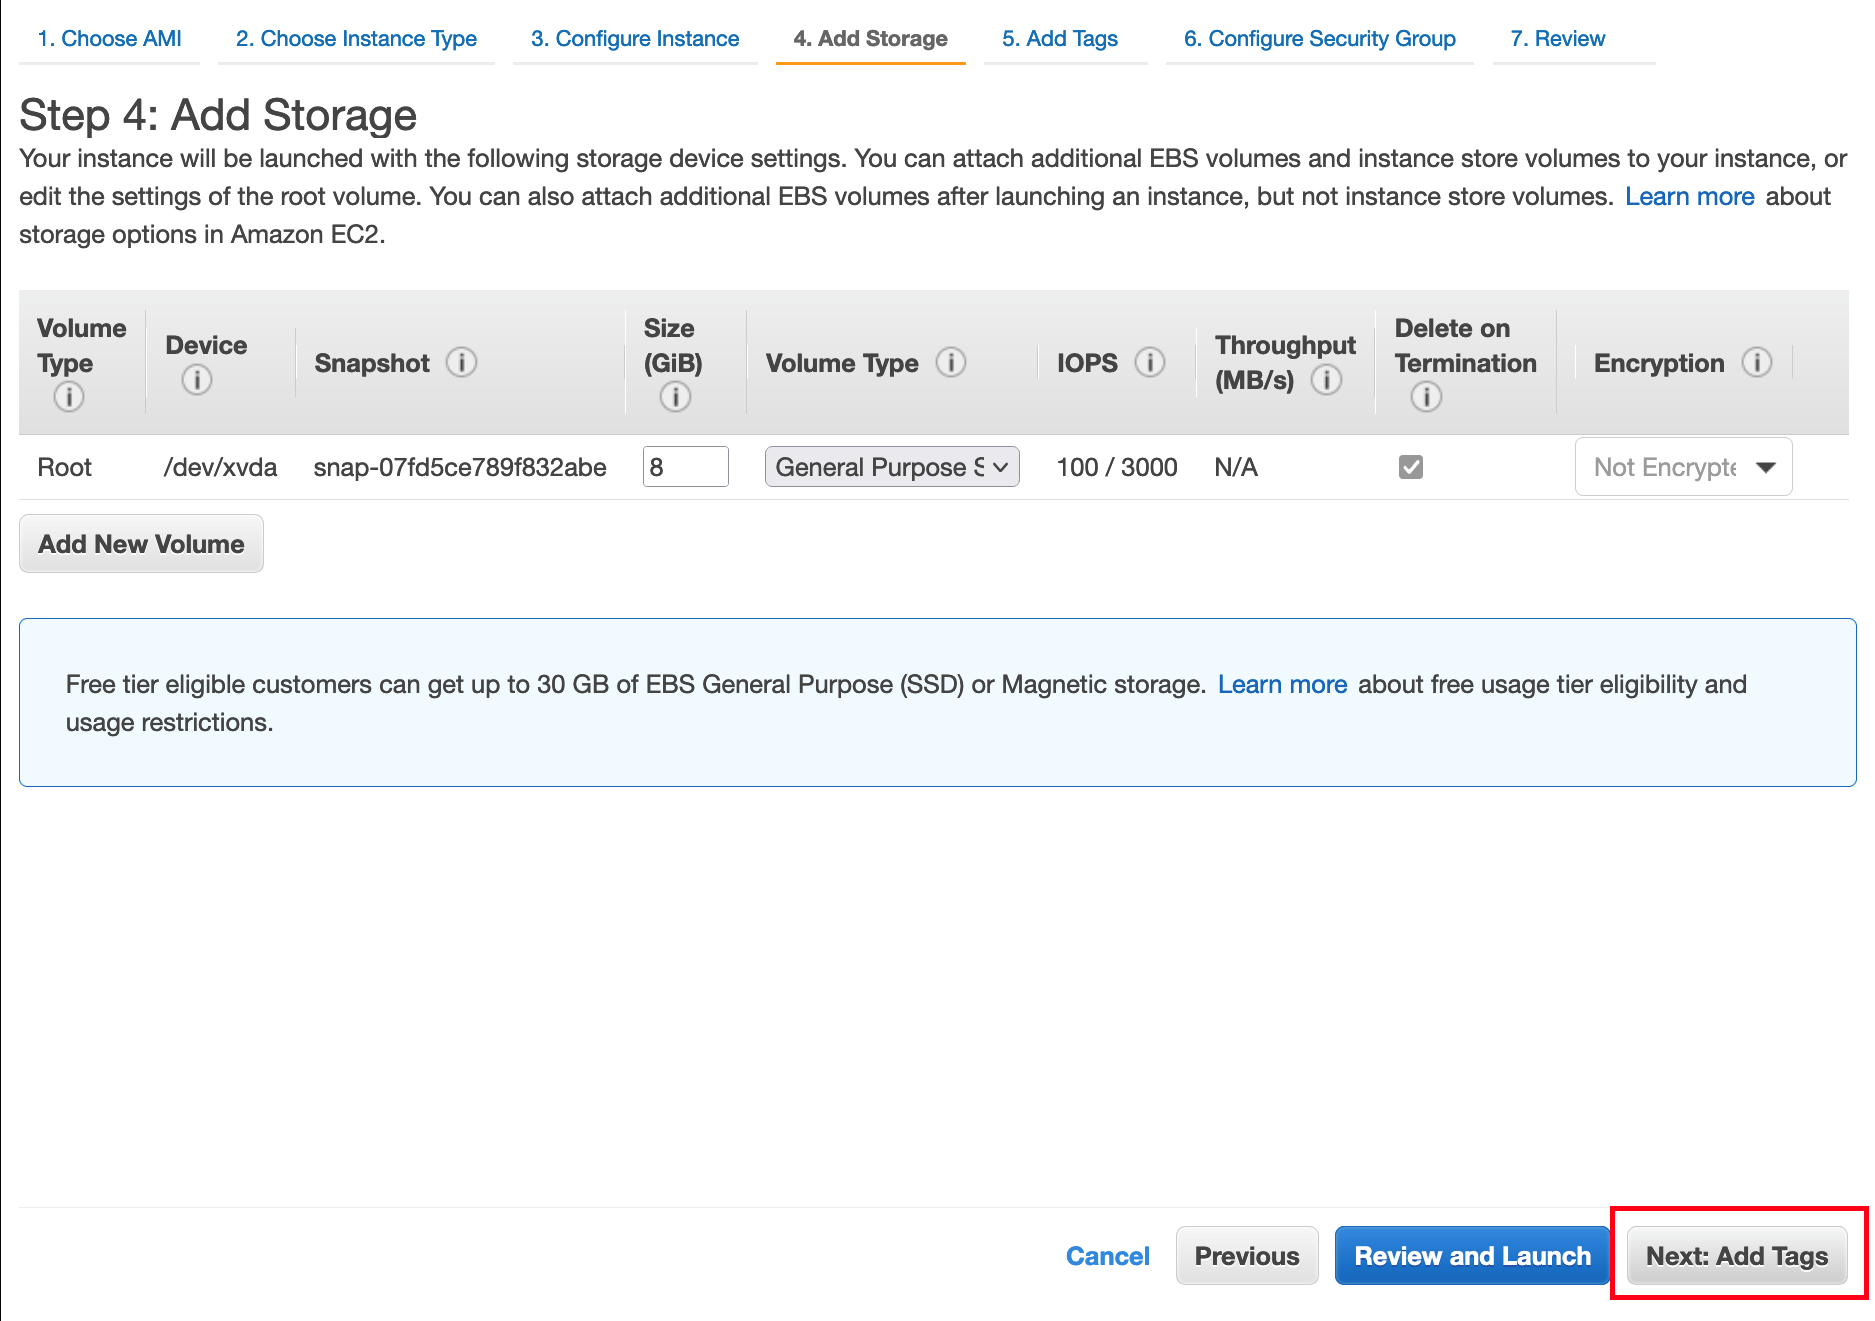 1. Choose AMI 2. Choose Instance Type 3. Configure Instance 4. Add Storage 5. Add Tags 6. Configure Security Group 7. Review
Step 4: Add Storage
Your instance will be launched with the following storage device settings. You can attach additional EBS volumes and instance store volumes to your instance, or
edit the settings of the root volume. You can also attach additional EBS volumes after launching an instance, but not instance store volumes. Learn more about
storage options in Amazon EC2.
Volume Type i Device i Snapshot i Size (GiB) i Volume Type i IOPS i Throughput (MB/s) i Delete on Termination i Encryption i
Root /dev/xvda snap-07fd5ce789f832abe 8 General Purpose S 100 / 3000 N/A Not Encrypte
Add New Volume
Free tier eligible customers can get up to 30 GB of EBS General Purpose (SSD) or Magnetic storage. Learn more about free usage tier eligibility and
usage restrictions.
Cancel Previous Review and Launch Next: Add Tags